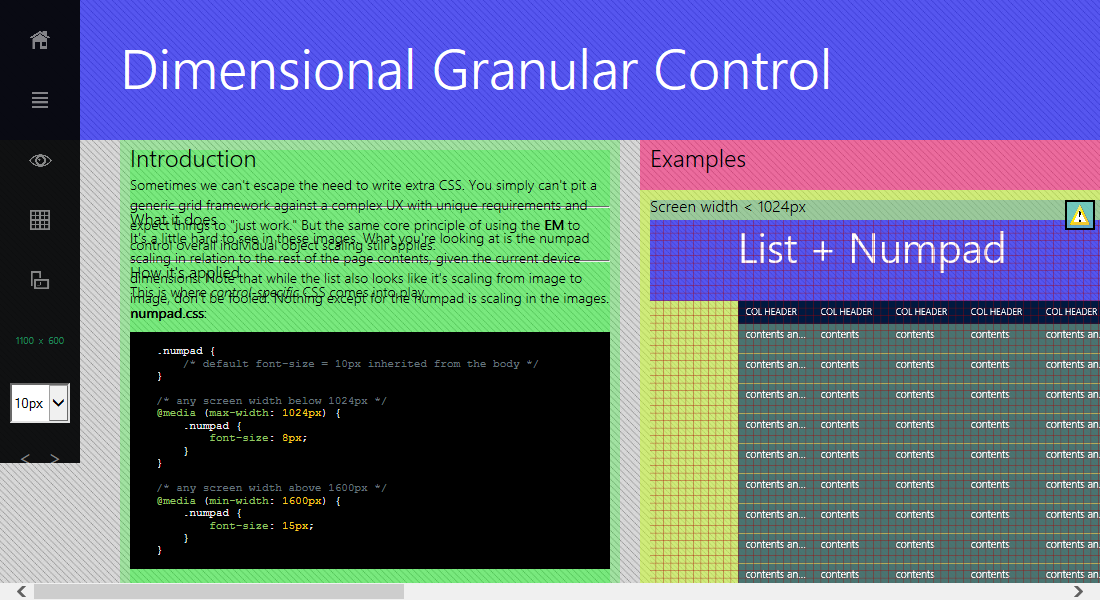 Dimensional Granular Control
1100 x 600
10px
Introduction
Sometimes we can't escape the need to write extra CSS. You simply can't pit a
generic grid framework against a complex UX with unique requirements and
expect things to "just work." But the same core principle of using the EM to
control overall individual object scaling still applies.
What it does
It's a little hard to see in these images. What you're looking at is the numpad
scaling in relation to the rest of the page contents, given the current device
dimensions. Note that while the list also looks like it's scaling from image to
image, don't be fooled. Nothing except for the numpad is scaling in the images.
How it's applied
This is where control-specific CSS comes into play.
numpad.css:
.numpad {
/* default font-size = 10px inherited from the body */
}
/* any screen width below 1024px */
@media (max-width: 1024px) {
.numpad {
font-size: 8px;
}
}
/* any screen width above 1600px */
@media (min-width: 1600px) {
.numpad {
font-size: 15px;
}
}
Examples
Screen width < 1024px
List + Numpad
COL HEADER COL HEADER COL HEADER COL HEADER COL HEADER
contents an... contents contents contents contents an
contents an... contents contents contents contents an
contents an... contents contents contents contents an
contents an... contents contents contents contents an
contents an... contents contents contents contents an
contents an... contents contents contents contents an
contents an... contents contents contents contents an
contents an... contents contents contents contents an
contents an... contents contents contents contents an